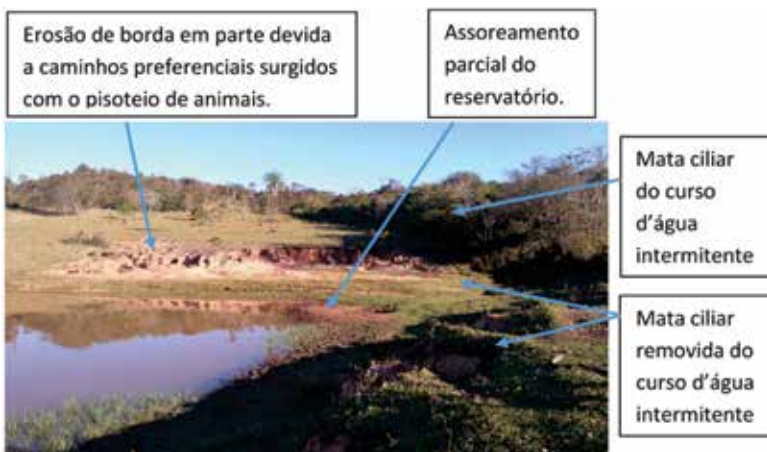 Erosão de borda em parte devida
a caminhos preferenciais surgidos
com o pisoteio de animais.
Assoreamento
parcial do
reservatório.
Mata ciliar
do curso
d'água
intermitente
Mata ciliar
removida do
curso d'água
intermitente